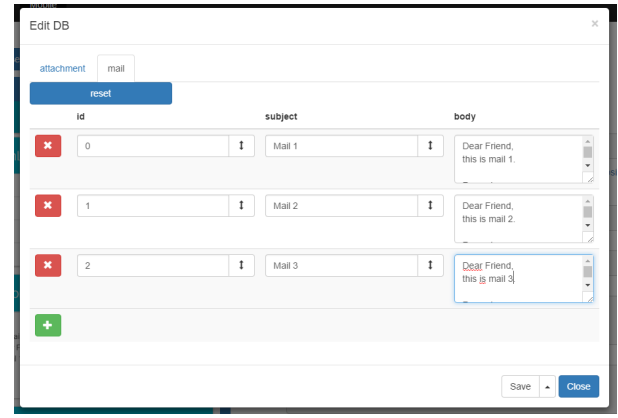 Mobile
Edit DB ×
attachment mail
reset
id subject body
0 Mail 1 Dear Friend,
this is mail 1.
1 Mail 2 Dear Friend,
this is mail 2.
2 Mail 3 Dear Friend,
this is mail 3
Save Close